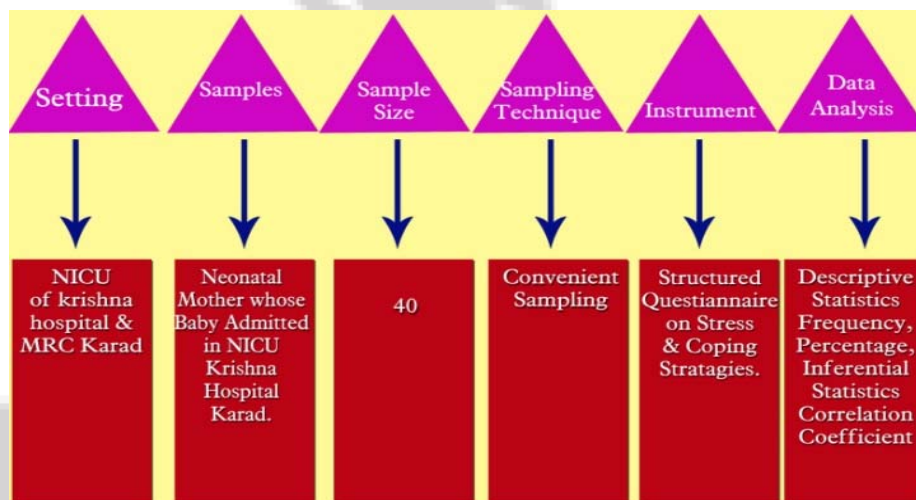 Setting
Samples
Sample
Size
Sampling
Technique
Instrument
Data
Analysis
NICU
of krishna
hospital &
MRC Karad
Neonatal
Mother whose
Baby Admitted
in NICU
Krishna
Hospital
Karad.
40
Convenient
Sampling
Structured
Questiannaire
on Stress
& Coping
Stratagies.
Descriptive
Statistics
Frequency,
Percentage,
Inferential
Statistics
Correlation
Coefficient